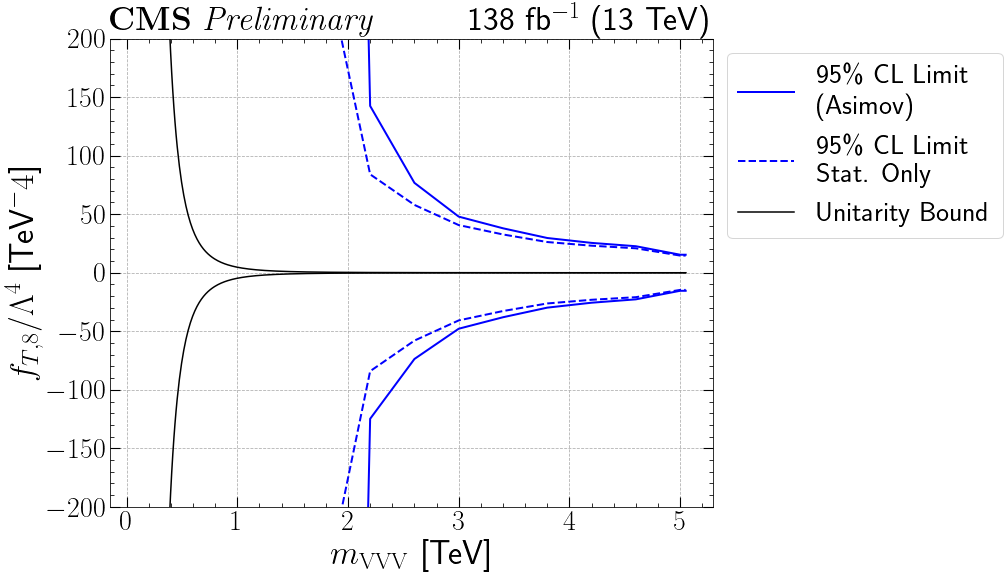 CMS Preliminary 138 fb⁻¹ (13 TeV)
200
150
100
50
0
−50
−100
−150
−200
f_{T,8}/Λ⁴ [TeV⁻4]
0 1 2 3 4 5
m_{VVV} [TeV]
95% CL Limit
(Asimov)
95% CL Limit
Stat. Only
Unitarity Bound